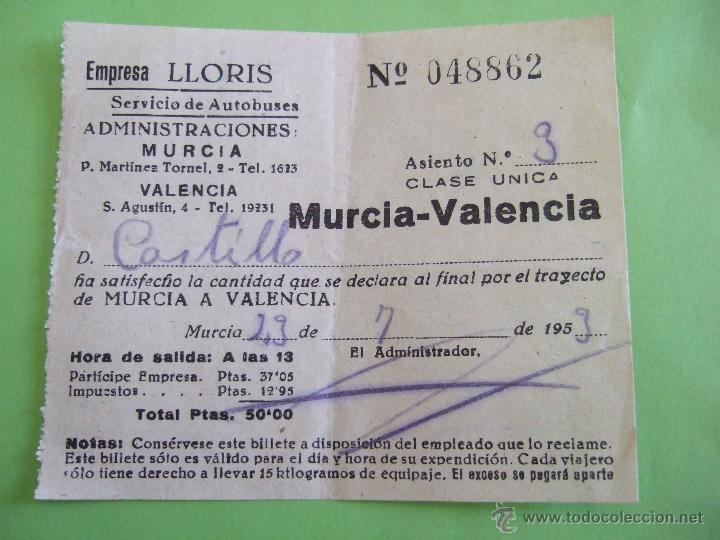 Empresa LLORIS
Servicio de Autobuses
ADMINISTRACIONES:
MURCIA
P. Martínez Tornel, 2 - Tel. 1623
VALENCIA
S. Agustín, 4 - Tel. 19231
Nº 048862
Asiento N.º 3
CLASE UNICA
Murcia-Valencia
D. Castillo
ha satisfecho la cantidad que se declara al final por el trayecto
de MURCIA A VALENCIA.
Murcia 23 de 7 de 1953
Hora de salida: A las 13
El Administrador,
Partícipe Empresa. Ptas. 37'05
Impuestos . . . . Ptas. 12'95
Total Ptas. 50'00
Notas: Consérvese este billete a disposición del empleado que lo reclame.
Este billete sólo es válido para el día y hora de su expendición. Cada viajero
sólo tiene derecho a llevar 15 kilogramos de equipaje. El exceso se pagará aparte
© todocoleccion.net